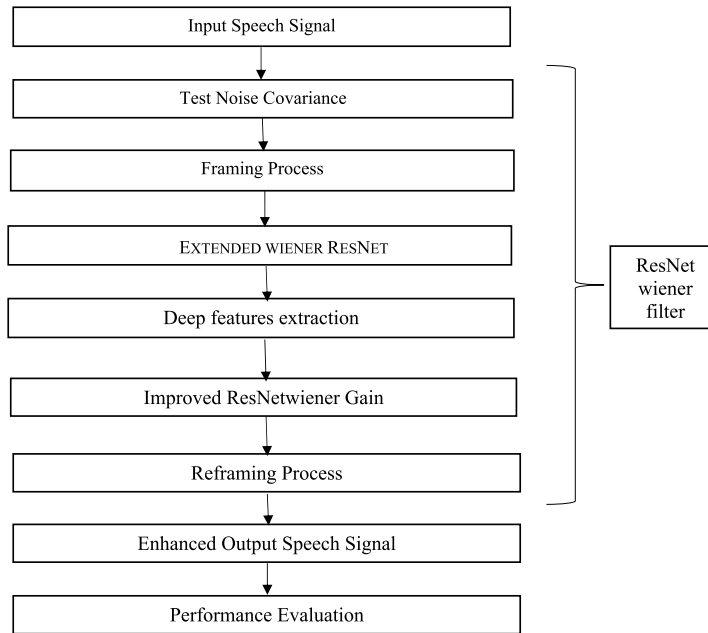 Input Speech Signal
Test Noise Covariance
Framing Process
EXTENDED WIENER RESNET
Deep features extraction
Improved ResNetwiener Gain
Reframing Process
Enhanced Output Speech Signal
Performance Evaluation
ResNet
wiener
filter